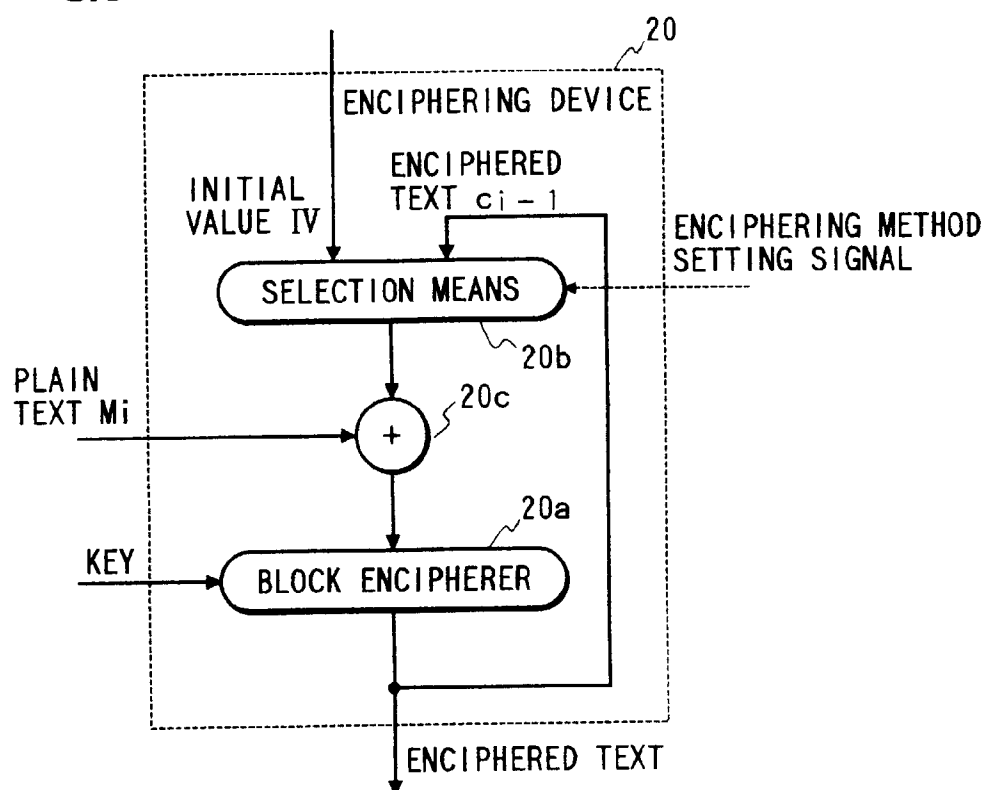 20
ENCIPHERING DEVICE
ENCIPHERED
TEXT ci-1
INITIAL
VALUE IV
ENCIPHERING METHOD
SETTING SIGNAL
SELECTION MEANS
20b
PLAIN
TEXT Mi
20c
+
20a
KEY
BLOCK ENCIPHERER
ENCIPHERED TEXT